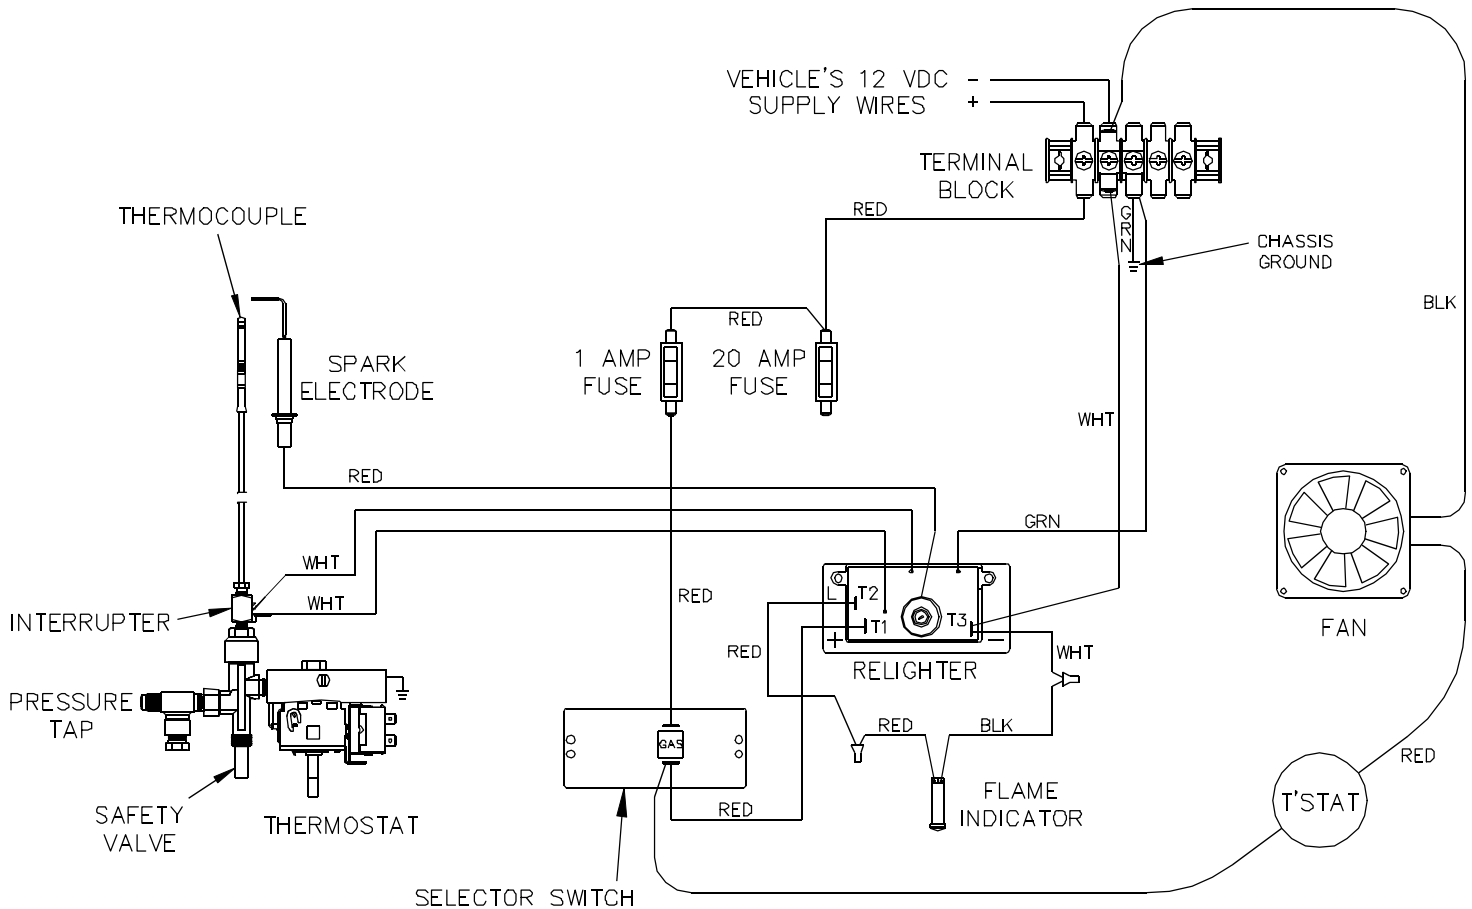 VEHICLE'S 12 VDC −
SUPPLY WIRES +
TERMINAL
BLOCK
THERMOCOUPLE
RED
GRN
CHASSIS
GROUND
BLK
RED
1 AMP
FUSE
20 AMP
FUSE
SPARK
ELECTRODE
WHT
RED
GRN
WHT
WHT
RED
INTERRUPTER
L T2
T1
T3
+ −
FAN
RED
WHT
RELIGHTER
PRESSURE
TAP
RED
BLK
GAS
RED
SAFETY
VALVE
THERMOSTAT
RED
FLAME
INDICATOR
T'STAT
SELECTOR SWITCH